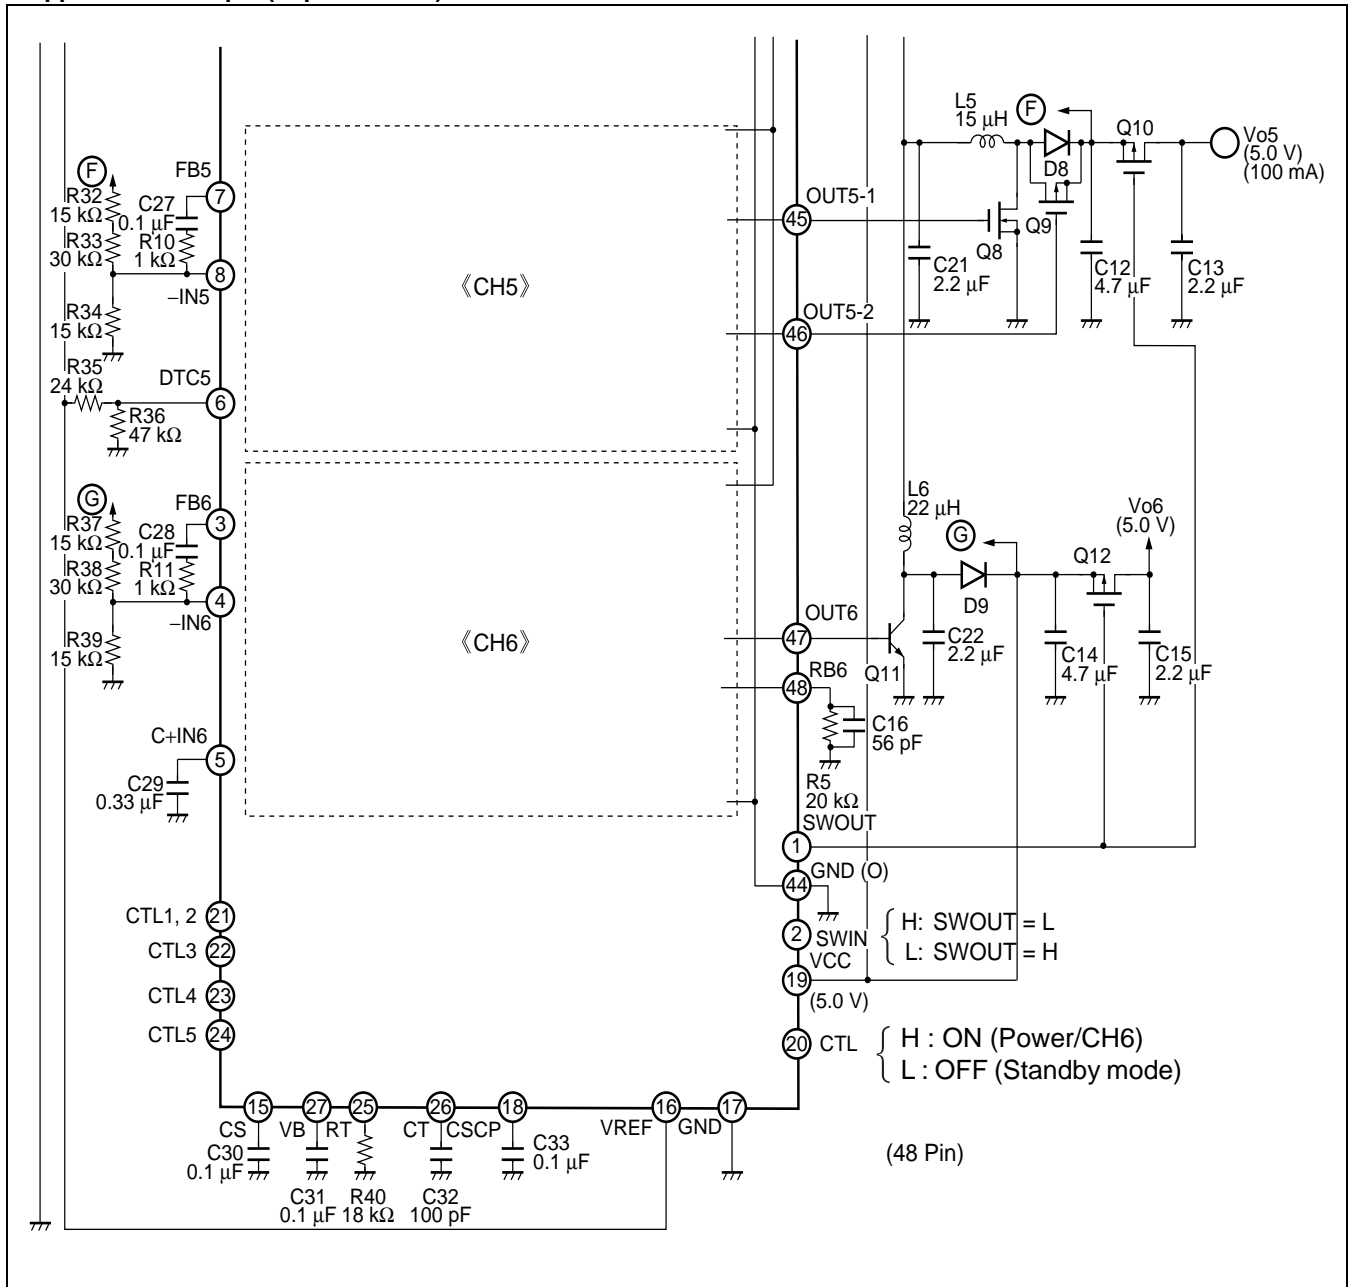 F
R32
15 kΩ
R33
30 kΩ
R34
15 kΩ
R35
24 kΩ
R36
47 kΩ
C27
0.1 µF
R10
1 kΩ
FB5
7
8
−IN5
DTC5
6
《CH5》
OUT5-1
45
OUT5-2
46
L5
15 µH
F
D8
Q10
Vo5
(5.0 V)
(100 mA)
Q8
Q9
C21
2.2 µF
C12
4.7 µF
C13
2.2 µF
G
R37
15 kΩ
R38
30 kΩ
R39
15 kΩ
C28
0.1 µF
R11
1 kΩ
FB6
3
4
−IN6
C+IN6
5
C29
0.33 µF
《CH6》
L6
22 µH
G
D9
Q12
Vo6
(5.0 V)
OUT6
47
Q11
C22
2.2 µF
C14
4.7 µF
C15
2.2 µF
RB6
48
C16
56 pF
R5
20 kΩ
SWOUT
1
GND (O)
44
2
SWIN
H: SWOUT = L
L: SWOUT = H
VCC
19
(5.0 V)
20
CTL
H : ON (Power/CH6)
L : OFF (Standby mode)
CTL1, 2
21
CTL3
22
CTL4
23
CTL5
24
15
27
25
26
18
16
17
CS
VB
RT
CT
CSCP
VREF
GND
C30
0.1 µF
C31
0.1 µF
R40
18 kΩ
C32
100 pF
C33
0.1 µF
(48 Pin)